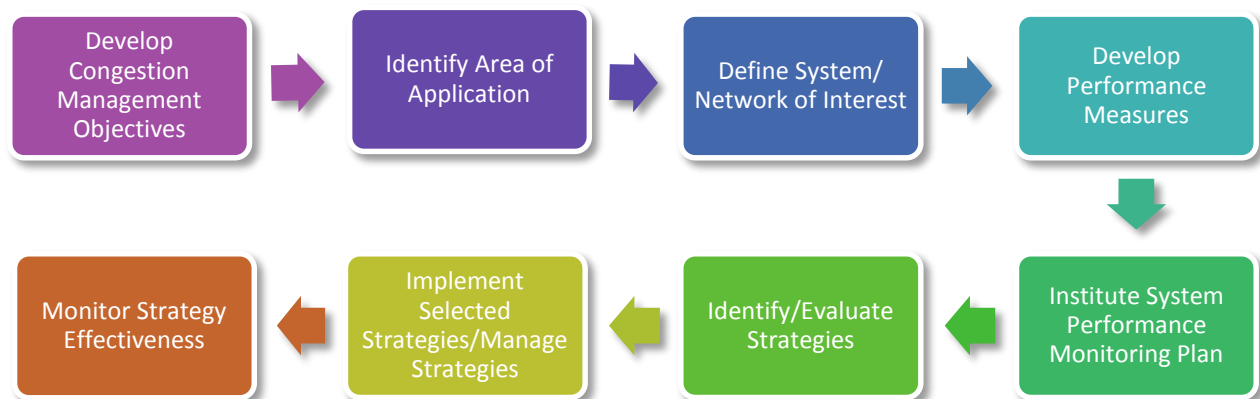 Develop
Congestion
Management
Objectives
Identify Area of
Application
Define System/
Network of Interest
Develop
Performance
Measures
Institute System
Performance
Monitoring Plan
Identify/Evaluate
Strategies
Implement
Selected
Strategies/Manage
Strategies
Monitor Strategy
Effectiveness